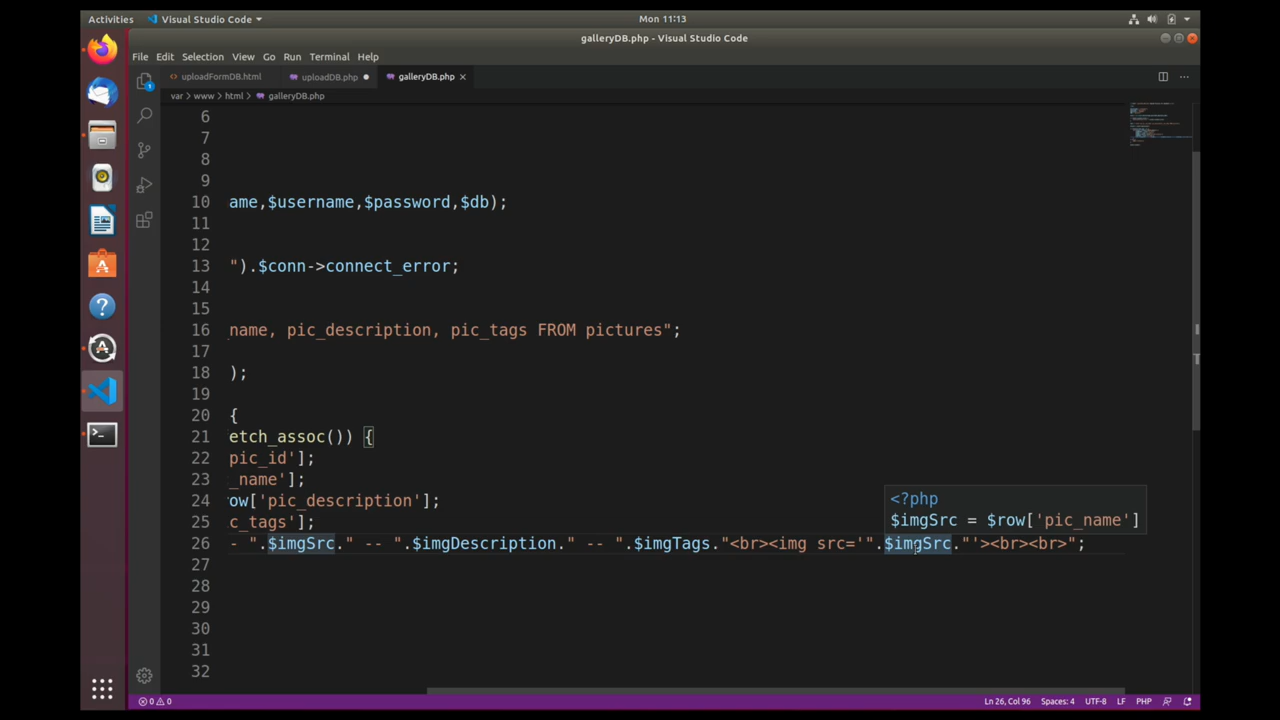 Activities
Visual Studio Code
Mon 11:13
galleryDB.php - Visual Studio Code
File Edit Selection View Go Run Terminal Help
uploadFormDB.html
uploadDB.php
galleryDB.php
var > www > html > galleryDB.php
6
7
8
9
10 ame,$username,$password,$db);
11
12
13 ").$conn->connect_error;
14
15
16 _name, pic_description, pic_tags FROM pictures";
17
18 );
19
20 {
21 etch_assoc()) {
22 pic_id'];
23 _name'];
24 ow['pic_description'];
25 c_tags'];
<?php
$imgSrc = $row['pic_name']
26 - ".$imgSrc." -- ".$imgDescription." -- ".$imgTags."<br><img src='".$imgSrc."'><br><br>";
27
28
29
30
31
32
1
0 0
Ln 26, Col 96
Spaces: 4
UTF-8
LF
PHP